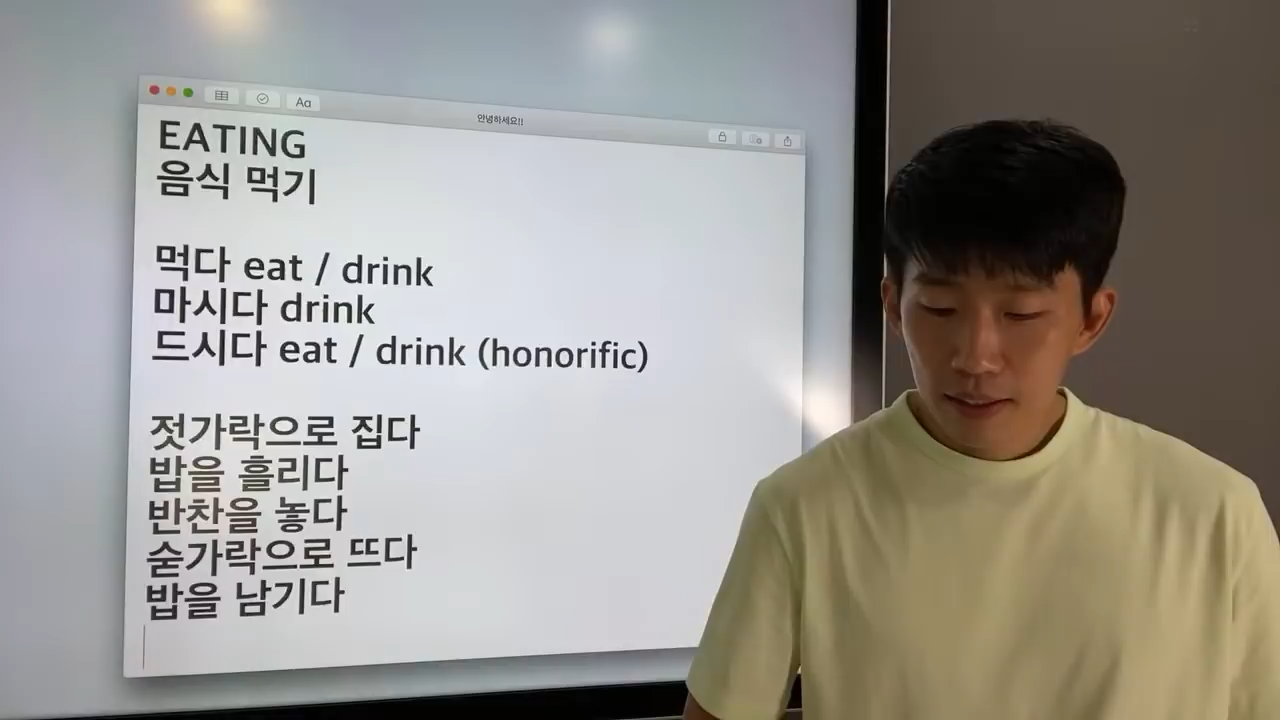 Aa
안녕하세요!!
EATING
음식 먹기
먹다 eat / drink
마시다 drink
드시다 eat / drink (honorific)
젓가락으로 집다
밥을 흘리다
반찬을 놓다
숟가락으로 뜨다
밥을 남기다